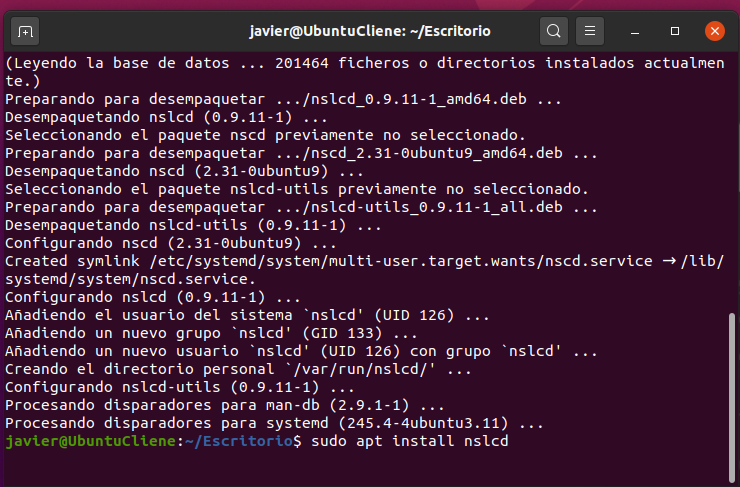 javier@UbuntuCliene: ~/Escritorio
(Leyendo la base de datos ... 201464 ficheros o directorios instalados actualmen
te.)
Preparando para desempaquetar .../nslcd_0.9.11-1_amd64.deb ...
Desempaquetando nslcd (0.9.11-1) ...
Seleccionando el paquete nscd previamente no seleccionado.
Preparando para desempaquetar .../nscd_2.31-0ubuntu9_amd64.deb ...
Desempaquetando nscd (2.31-0ubuntu9) ...
Seleccionando el paquete nslcd-utils previamente no seleccionado.
Preparando para desempaquetar .../nslcd-utils_0.9.11-1_all.deb ...
Desempaquetando nslcd-utils (0.9.11-1) ...
Configurando nscd (2.31-0ubuntu9) ...
Created symlink /etc/systemd/system/multi-user.target.wants/nscd.service → /lib/
systemd/system/nscd.service.
Configurando nslcd (0.9.11-1) ...
Añadiendo el usuario del sistema `nslcd' (UID 126) ...
Añadiendo un nuevo grupo `nslcd' (GID 133) ...
Añadiendo un nuevo usuario `nslcd' (UID 126) con grupo `nslcd' ...
Creando el directorio personal `/var/run/nslcd/' ...
Configurando nslcd-utils (0.9.11-1) ...
Procesando disparadores para man-db (2.9.1-1) ...
Procesando disparadores para systemd (245.4-4ubuntu3.11) ...
javier@UbuntuCliene:~/Escritorio$ sudo apt install nslcd